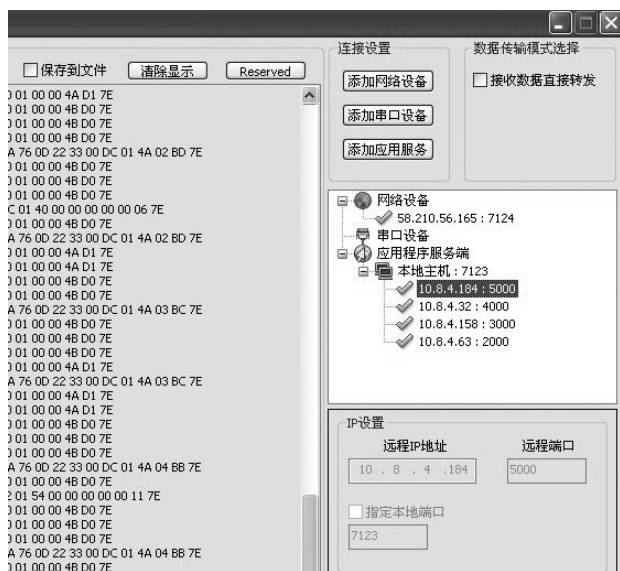 保存到文件 清除显示 Reserved
01 00 00 4A D1 7E
01 00 00 4B D0 7E
01 00 00 4B D0 7E
01 00 00 4B D0 7E
A 76 0D 22 33 00 DC 01 4A 02 BD 7E
01 00 00 4B D0 7E
01 00 00 4B D0 7E
01 00 00 4B D0 7E
C 01 40 00 00 00 00 00 06 7E
01 00 00 4B D0 7E
A 76 0D 22 33 00 DC 01 4A 02 BD 7E
01 00 00 4A D1 7E
01 00 00 4A D1 7E
01 00 00 4B D0 7E
01 00 00 4B D0 7E
A 76 0D 22 33 00 DC 01 4A 03 BC 7E
01 00 00 4B D0 7E
01 00 00 4B D0 7E
01 00 00 4B D0 7E
01 00 00 4B D0 7E
A 76 0D 22 33 00 DC 01 4A 03 BC 7E
01 00 00 4A D1 7E
01 00 00 4A D1 7E
01 00 00 4B D0 7E
01 00 00 4B D0 7E
01 00 00 4B D0 7E
A 76 0D 22 33 00 DC 01 4A 04 BB 7E
2 01 54 00 00 00 00 00 11 7E
01 00 00 4B D0 7E
01 00 00 4B D0 7E
01 00 00 4B D0 7E
A 76 0D 22 33 00 DC 01 4A 04 BB 7E
01 00 00 4A D1 7E
连接设置
添加网络设备
添加串口设备
添加应用服务
数据传输模式选择
接收数据直接转发
网络设备
58.210.56.165 : 7124
串口设备
应用程序服务端
本地主机 : 7123
10.8.4.184 : 5000
10.8.4.32 : 4000
10.8.4.158 : 3000
10.8.4.63 : 2000
IP设置
远程IP地址 远程端口
10 . 8 . 4 .184 5000
指定本地端口
7123